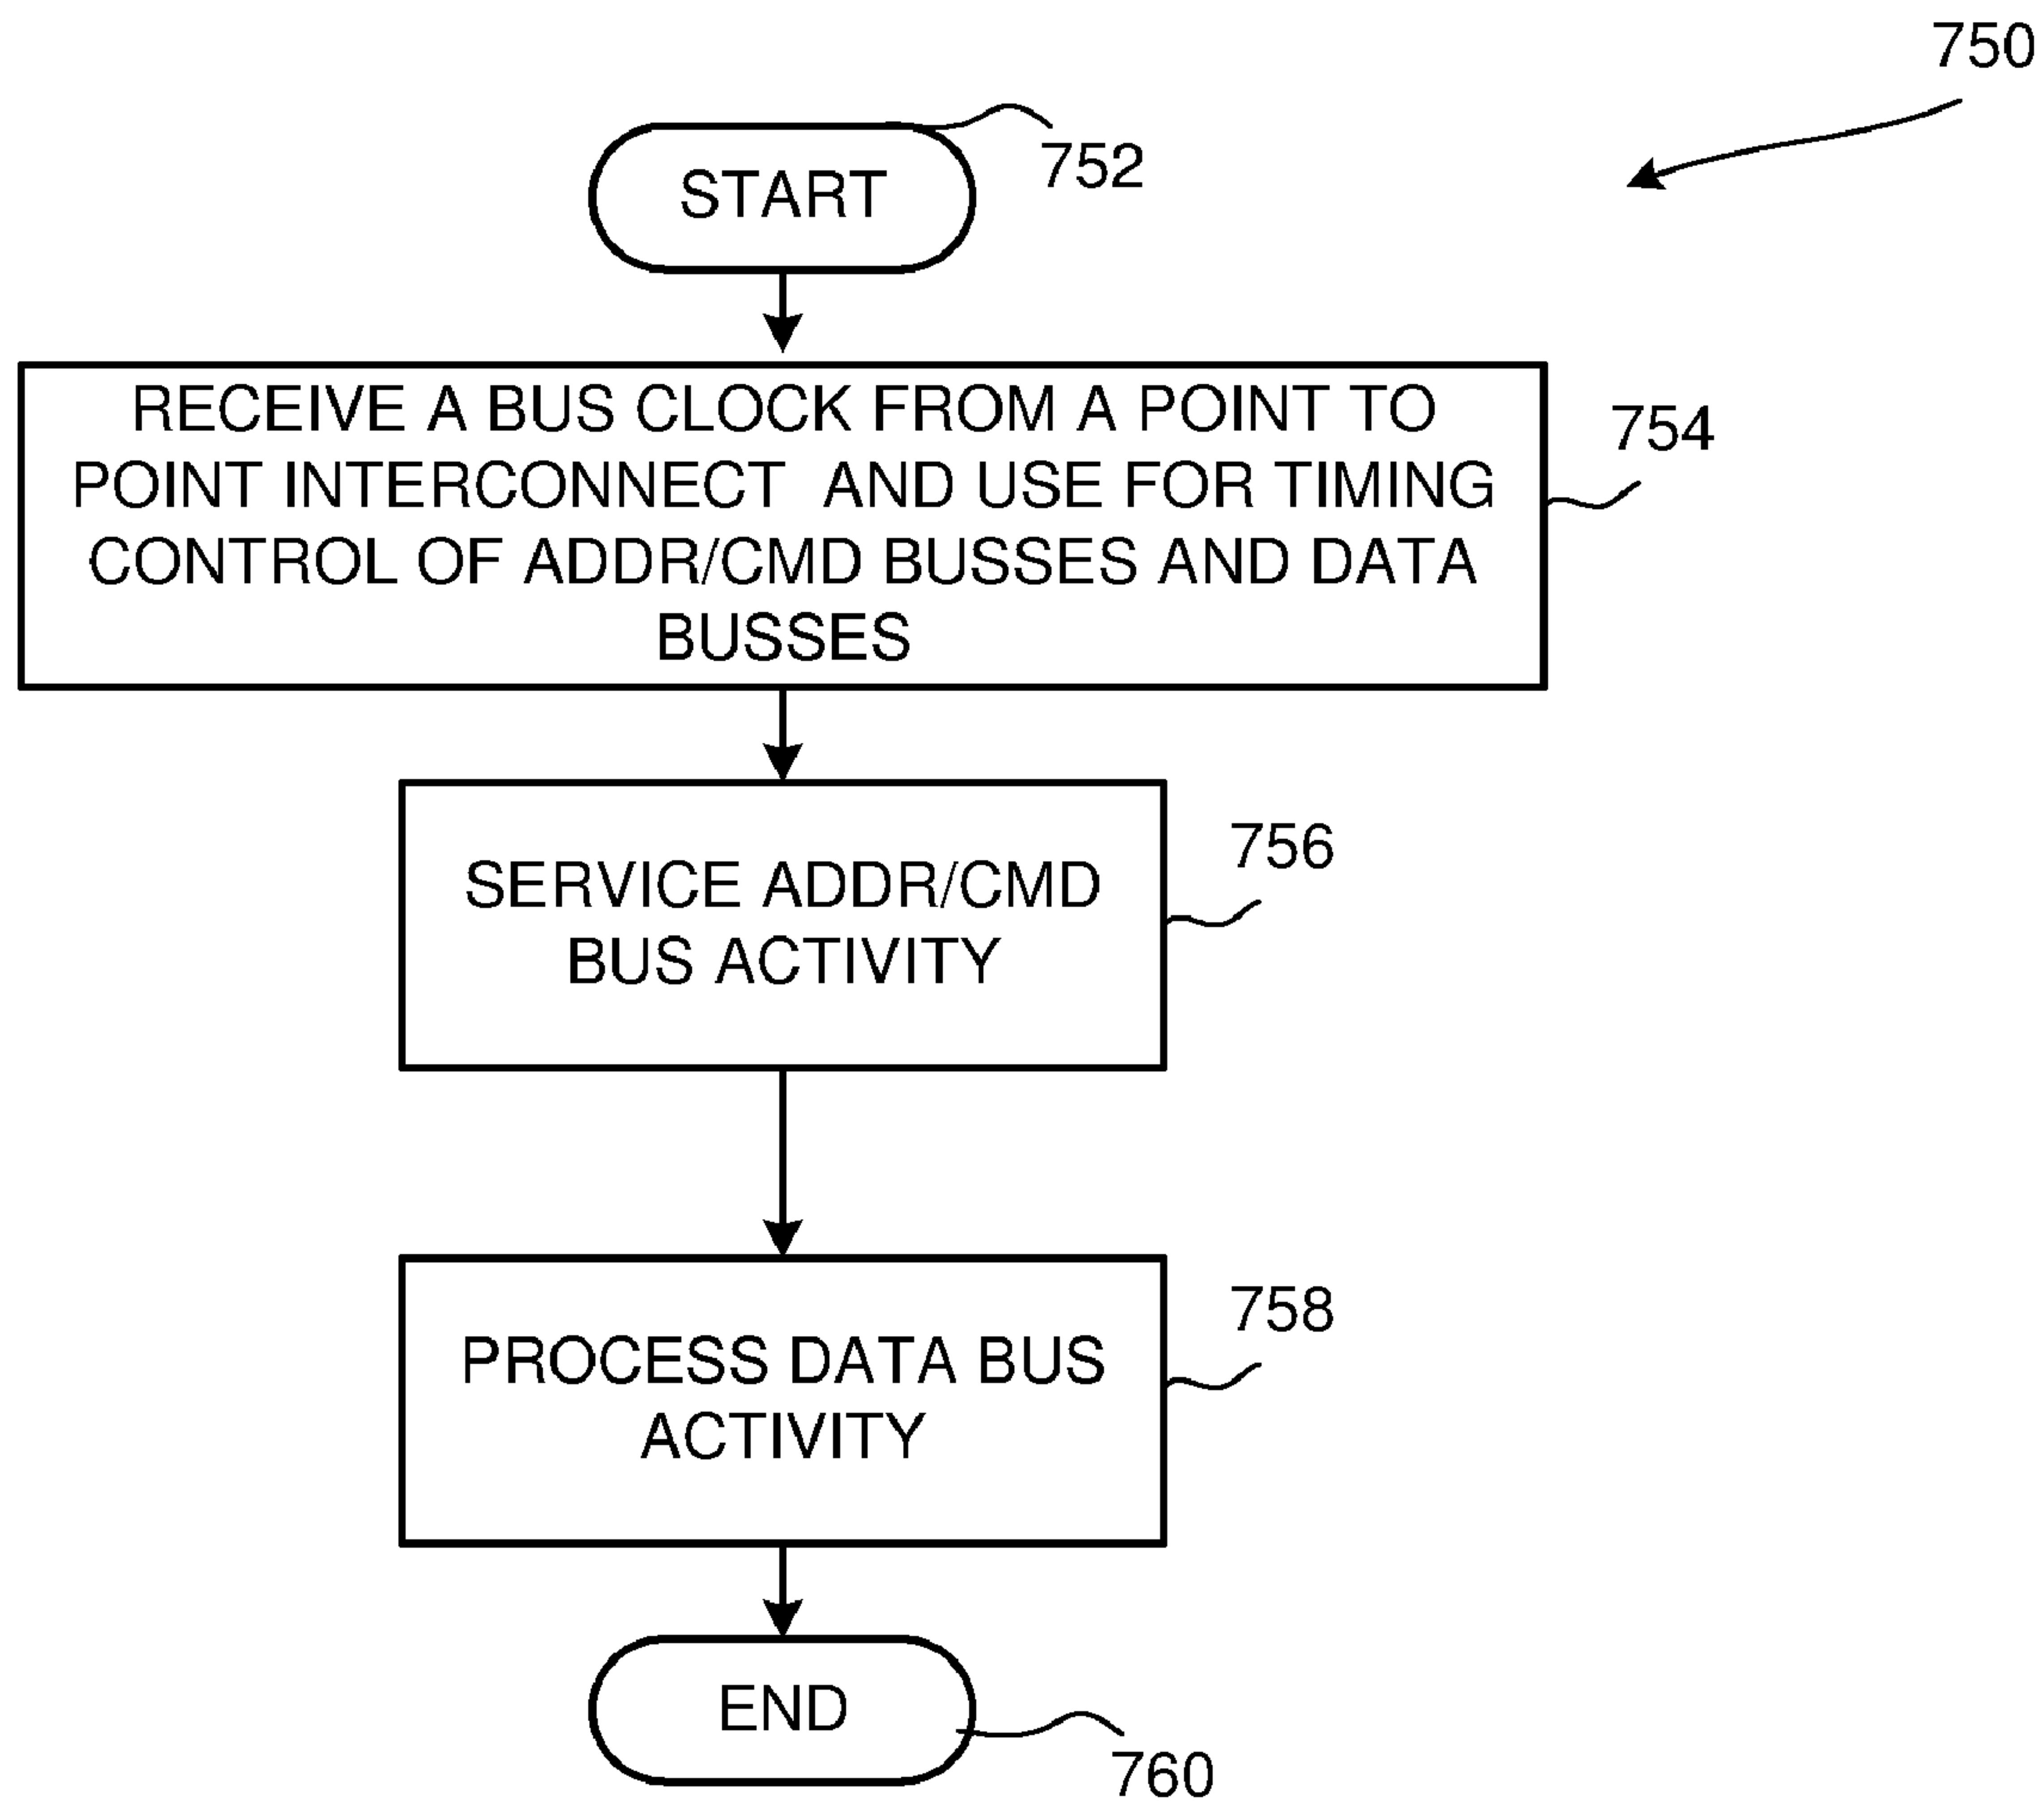 750
752
START
RECEIVE A BUS CLOCK FROM A POINT TO
POINT INTERCONNECT AND USE FOR TIMING
CONTROL OF ADDR/CMD BUSSES AND DATA
BUSSES
754
SERVICE ADDR/CMD
BUS ACTIVITY
756
PROCESS DATA BUS
ACTIVITY
758
END
760